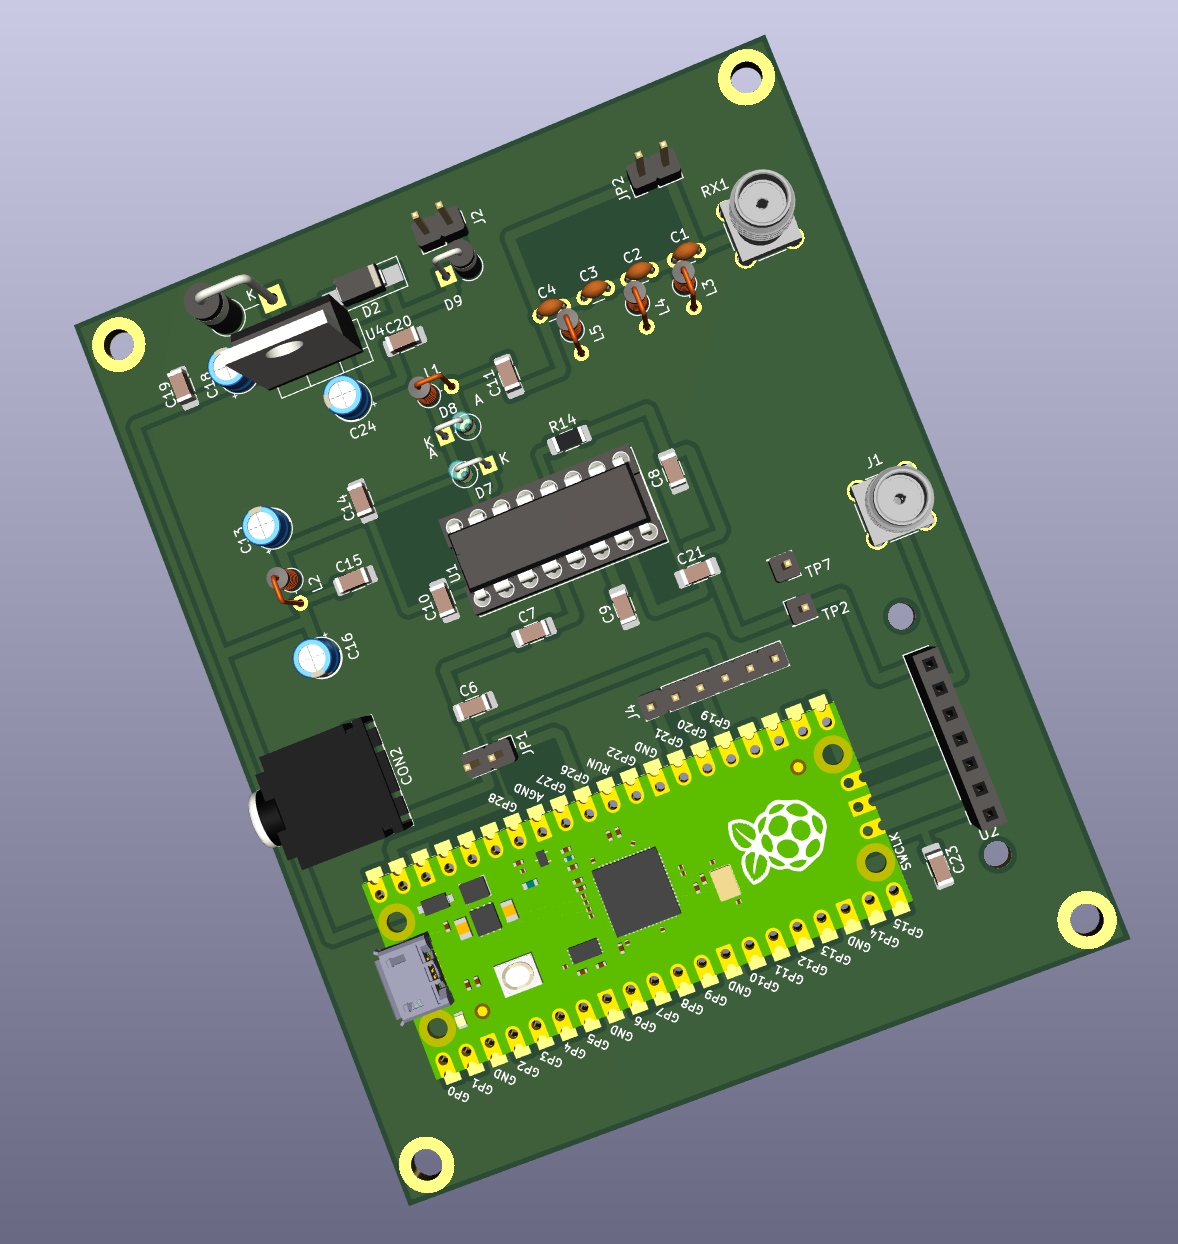 JP2
RX1
J2
C1
C2
C3
C4
L3
L4
L5
K
D2
D9
U4
C20
C19
C18
C24
L1
C11
D8
A
K
A
K
D7
R14
C8
J1
C14
C13
C15
L2
C10
U1
C21
TP7
TP2
C9
C7
C16
C6
J4
JP1
CON2
GP28
AGND
GP27
GP26
RUN
GP22
GND
GP21
GP20
GP19
SWCLK
C23
GP0
GP1
GND
GP2
GP3
GP4
GP5
GND
GP6
GP7
GP8
GP9
GND
GP10
GP11
GP12
GP13
GND
GP14
GP15